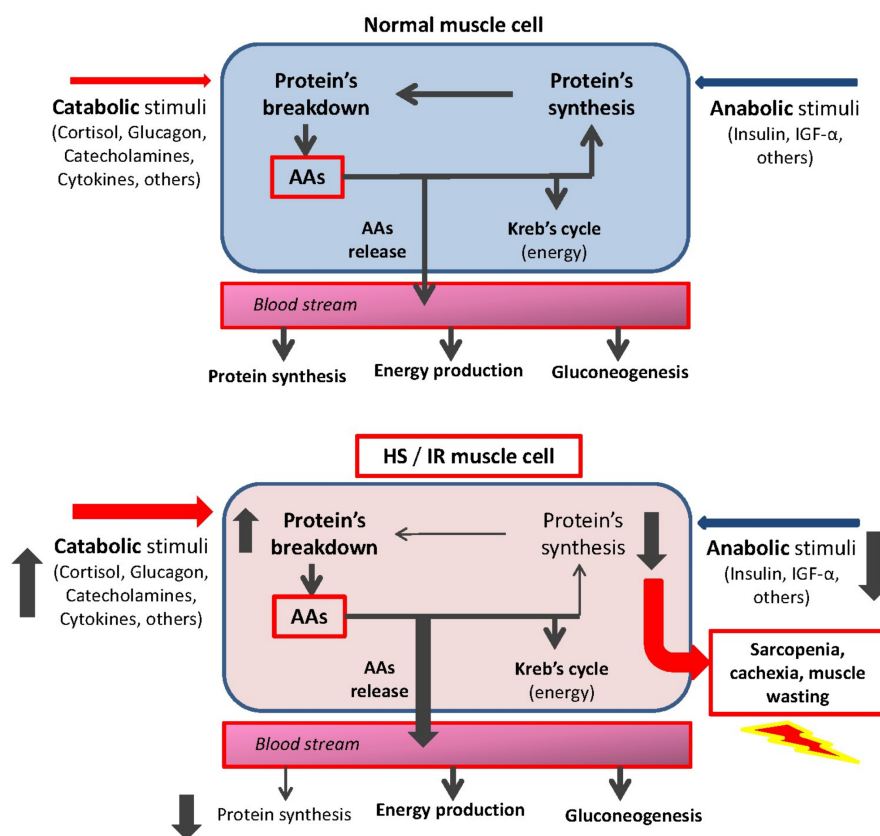 Normal muscle cell
Catabolic stimuli
(Cortisol, Glucagon,
Catecholamines,
Cytokines, others)
Protein's
breakdown
Protein's
synthesis
Anabolic stimuli
(Insulin, IGF-α,
others)
AAs
AAs
release
Kreb's cycle
(energy)
Blood stream
Protein synthesis
Energy production
Gluconeogenesis
HS / IR muscle cell
Catabolic stimuli
(Cortisol, Glucagon,
Catecholamines,
Cytokines, others)
Protein's
breakdown
Protein's
synthesis
Anabolic stimuli
(Insulin, IGF-α,
others)
AAs
AAs
release
Kreb's cycle
(energy)
Sarcopenia,
cachexia, muscle
wasting
Blood stream
Protein synthesis
Energy production
Gluconeogenesis